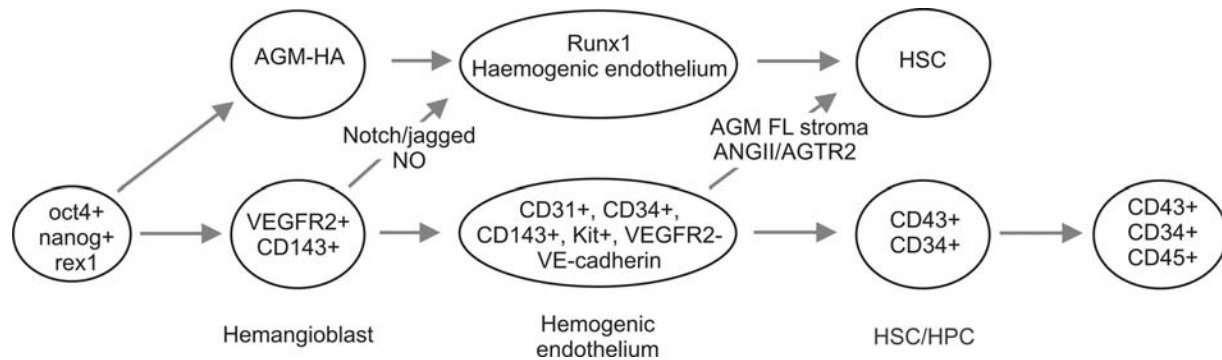 AGM-HA
Runx1
Haemogenic endothelium
HSC
Notch/jagged
NO
AGM FL stroma
ANGII/AGTR2
oct4+
nanog+
rex1
VEGFR2+
CD143+
CD31+, CD34+,
CD143+, Kit+, VEGFR2-
VE-cadherin
CD43+
CD34+
CD43+
CD34+
CD45+
Hemangioblast
Hemogenic
endothelium
HSC/HPC